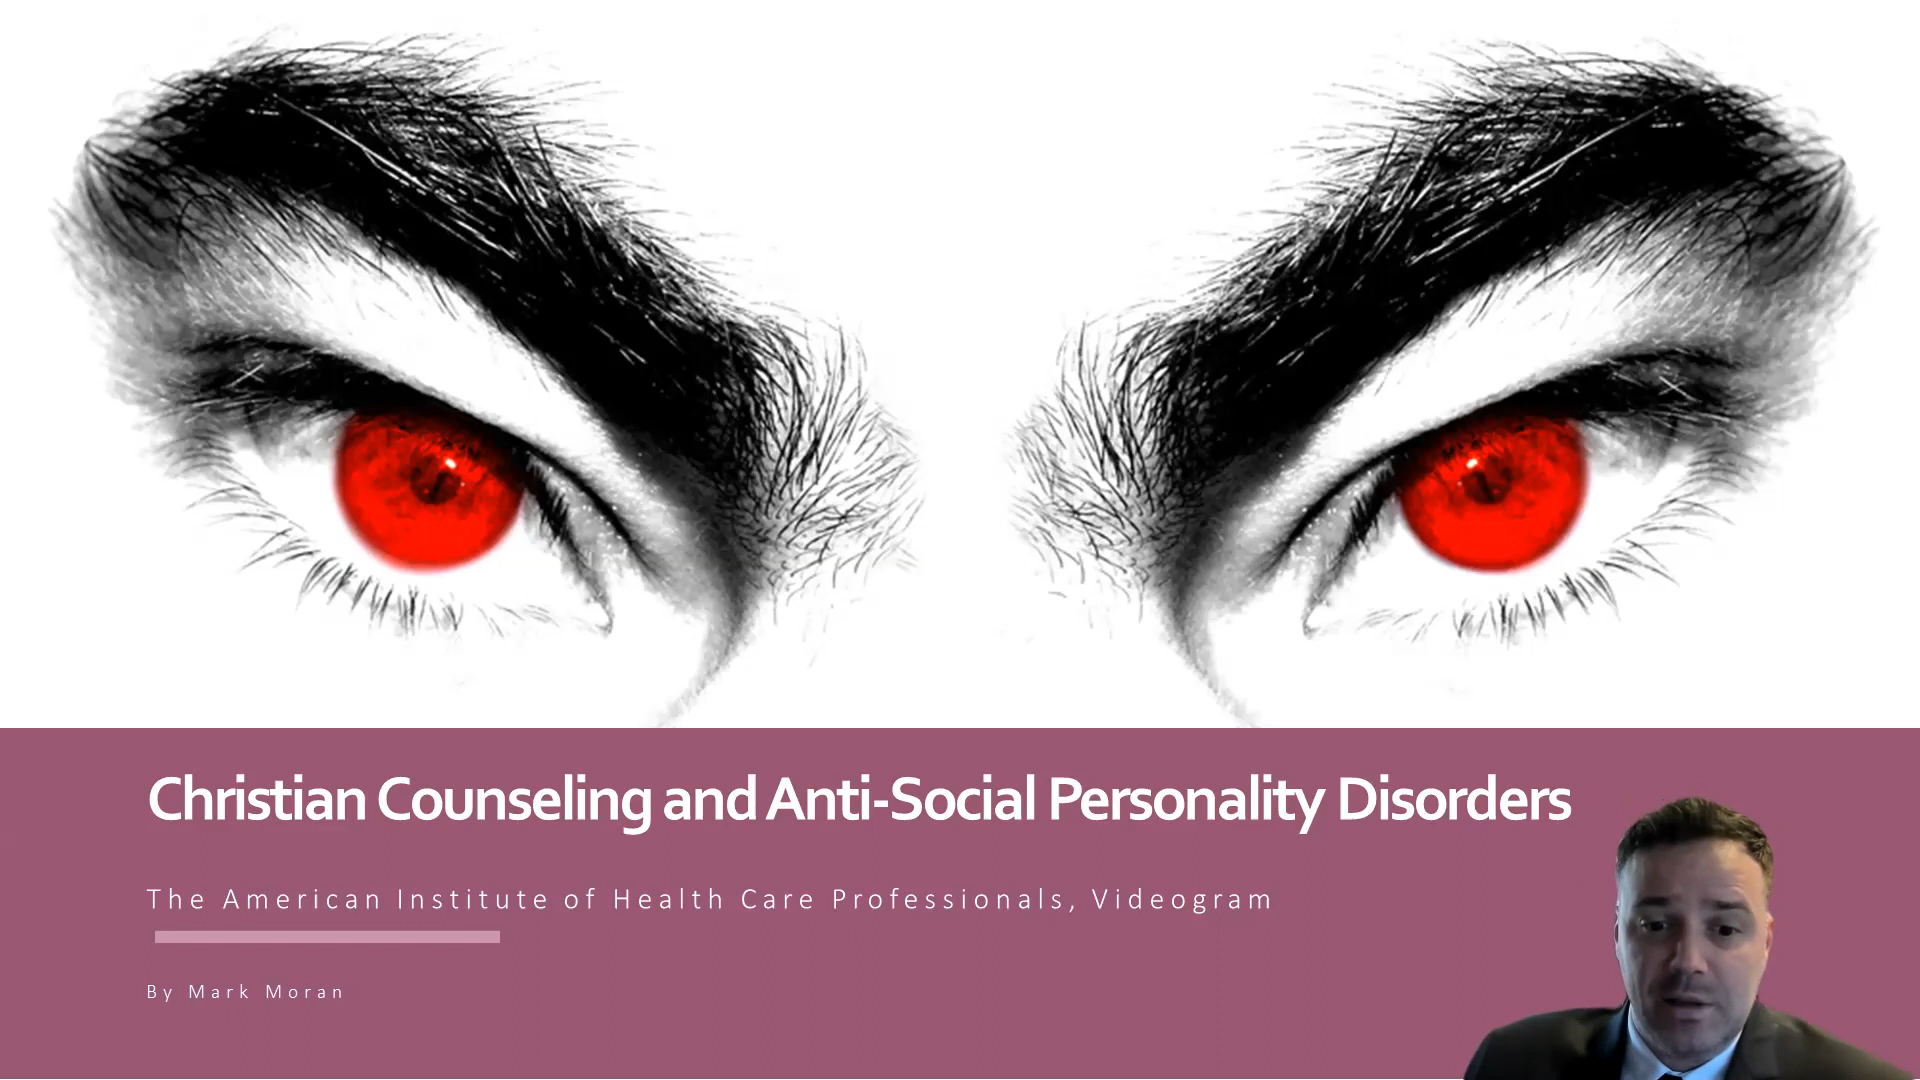 Christian Counseling and Anti-Social Personality Disorders
The American Institute of Health Care Professionals, Videogram
By Mark Moran